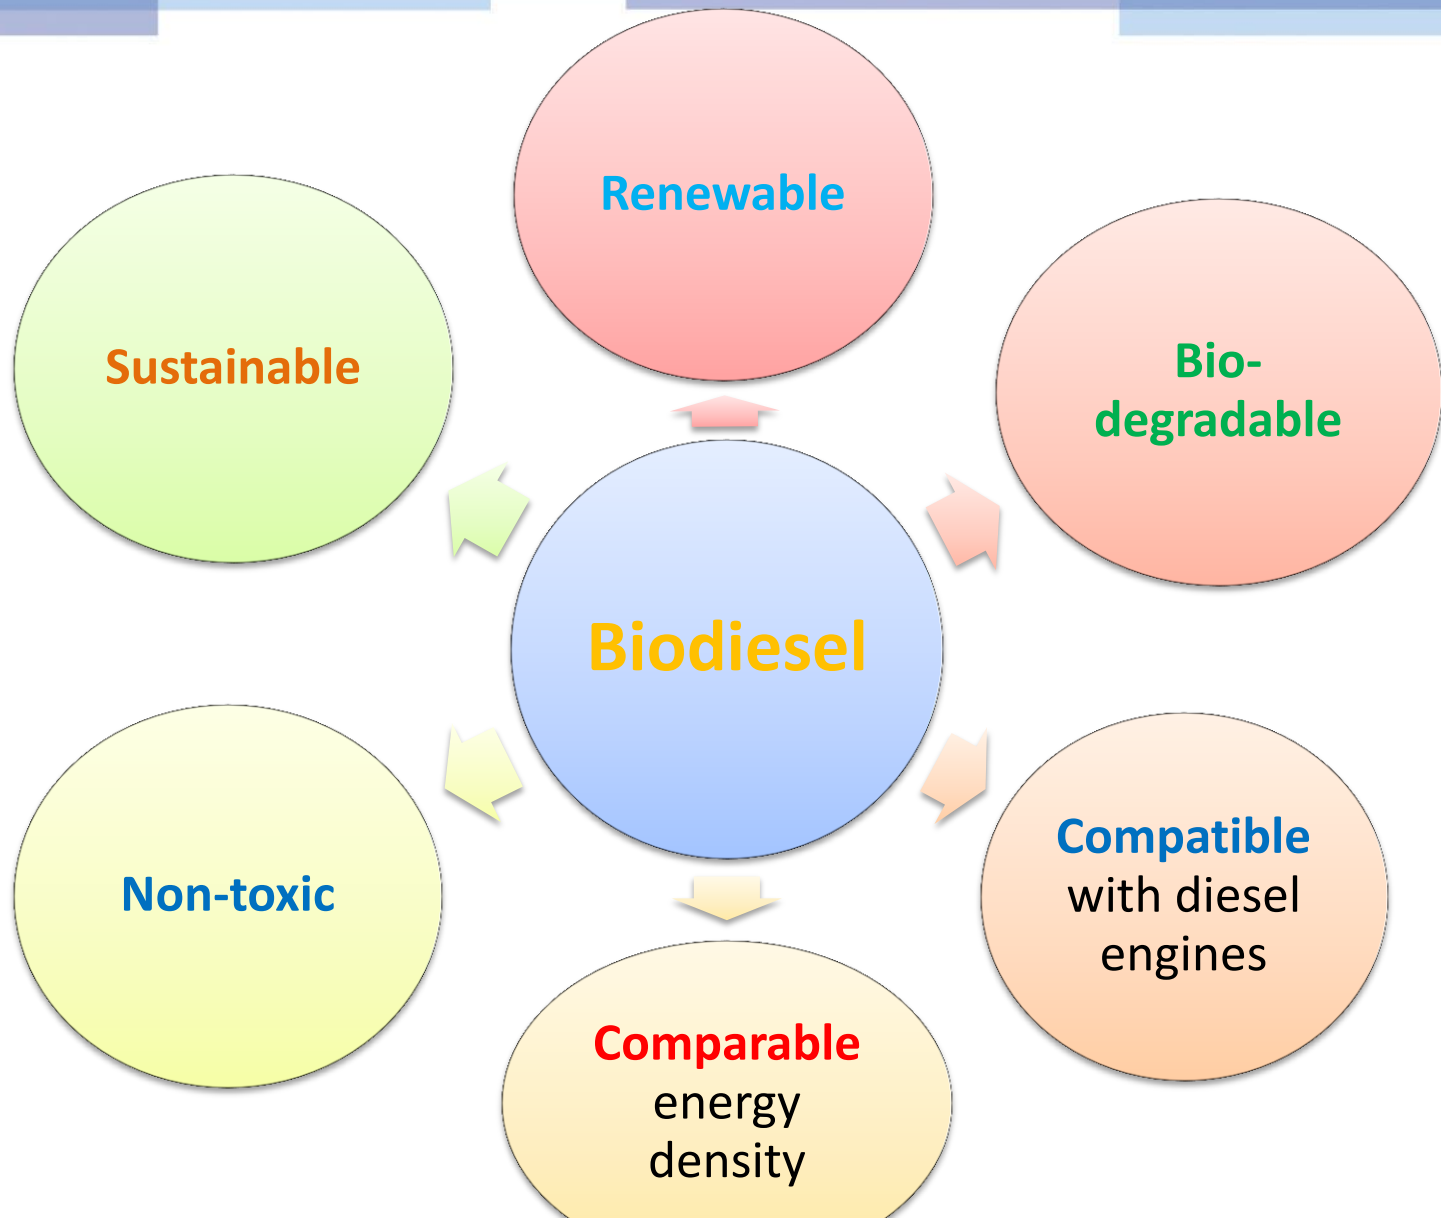 Renewable
Sustainable
Bio-
degradable
Biodiesel
Non-toxic
Compatible
with diesel
engines
Comparable
energy
density